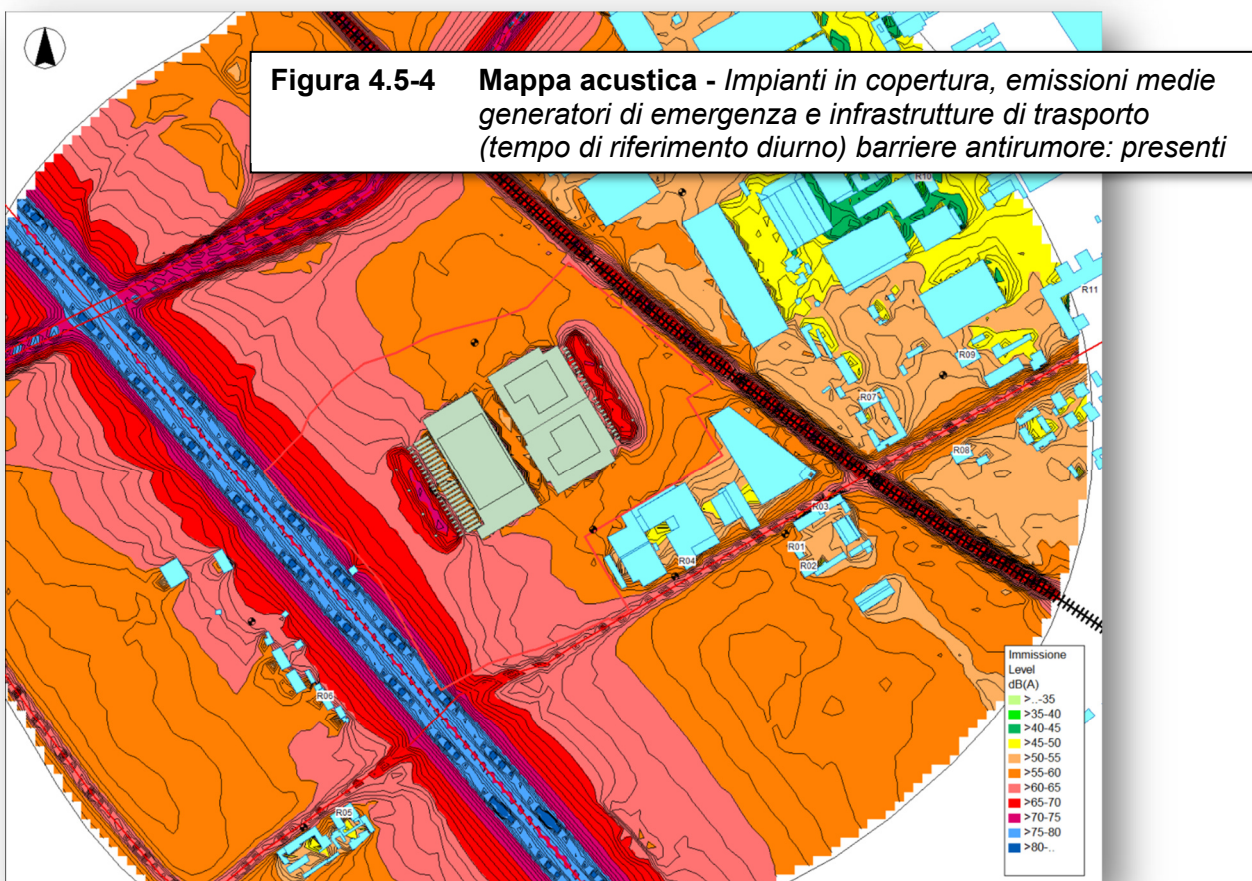 Figura 4.5-4 Mappa acustica - Impianti in copertura, emissioni medie
generatori di emergenza e infrastrutture di trasporto
(tempo di riferimento diurno) barriere antirumore: presenti
R10
R11
R09
R07
R08
R03
R01
R02
R04
R06
R05
Immissione
Level
dB(A)
>..-35
>35-40
>40-45
>45-50
>50-55
>55-60
>60-65
>65-70
>70-75
>75-80
>80-..